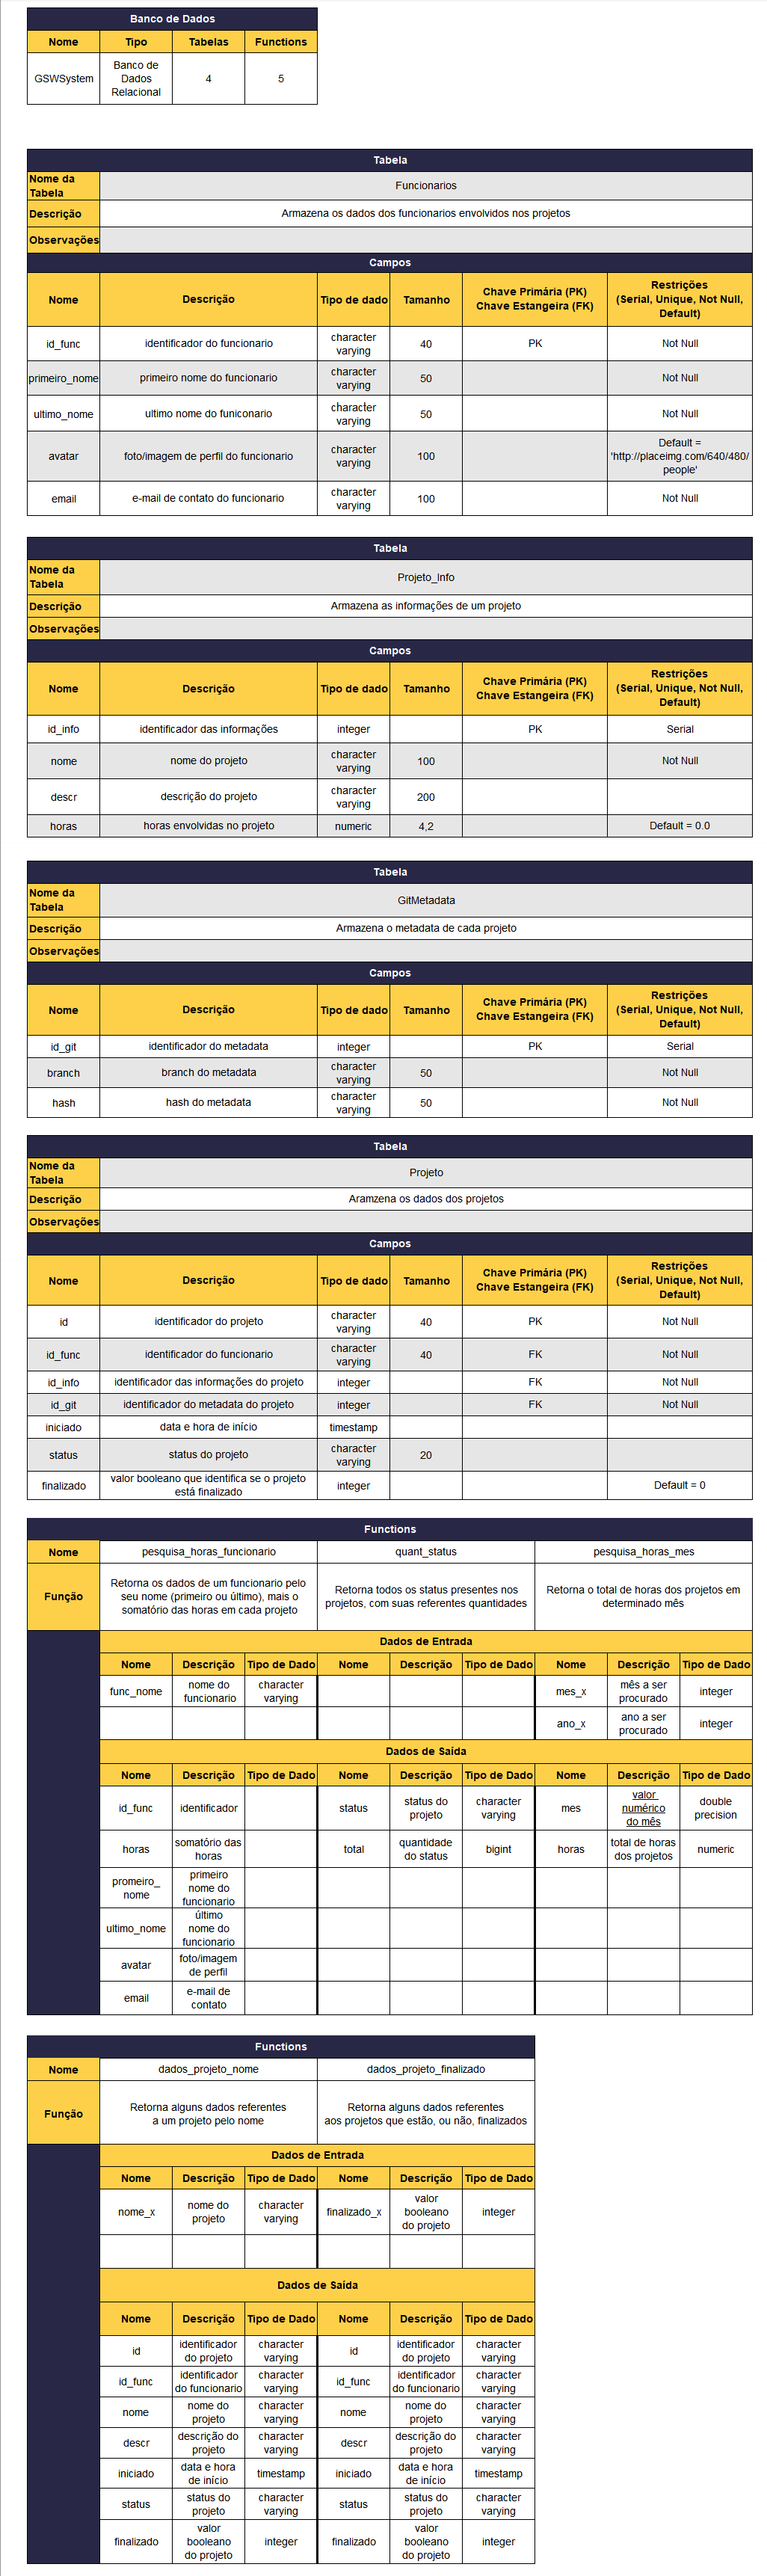 Banco de Dados
Nome Tipo Tabelas Functions
GSWSystem Banco de Dados Relacional 4 5
Tabela
Nome da Tabela Funcionarios
Descrição Armazena os dados dos funcionarios envolvidos nos projetos
Observações
Campos
Nome Descrição Tipo de dado Tamanho Chave Primária (PK) Chave Estangeira (FK) Restrições (Serial, Unique, Not Null, Default)
id_func identificador do funcionario character varying 40 PK Not Null
primeiro_nome primeiro nome do funcionario character varying 50 Not Null
ultimo_nome ultimo nome do funiconario character varying 50 Not Null
avatar foto/imagem de perfil do funcionario character varying 100 Default = 'http://placeimg.com/640/480/people'
email e-mail de contato do funcionario character varying 100 Not Null
Tabela
Nome da Tabela Projeto_Info
Descrição Armazena as informações de um projeto
Observações
Campos
Nome Descrição Tipo de dado Tamanho Chave Primária (PK) Chave Estangeira (FK) Restrições (Serial, Unique, Not Null, Default)
id_info identificador das informações integer PK Serial
nome nome do projeto character varying 100 Not Null
descr descrição do projeto character varying 200
horas horas envolvidas no projeto numeric 4,2 Default = 0.0
Tabela
Nome da Tabela GitMetadata
Descrição Armazena o metadata de cada projeto
Observações
Campos
Nome Descrição Tipo de dado Tamanho Chave Primária (PK) Chave Estangeira (FK) Restrições (Serial, Unique, Not Null, Default)
id_git identificador do metadata integer PK Serial
branch branch do metadata character varying 50 Not Null
hash hash do metadata character varying 50 Not Null
Tabela
Nome da Tabela Projeto
Descrição Aramzena os dados dos projetos
Observações
Campos
Nome Descrição Tipo de dado Tamanho Chave Primária (PK) Chave Estangeira (FK) Restrições (Serial, Unique, Not Null, Default)
id identificador do projeto character varying 40 PK Not Null
id_func identificador do funcionario character varying 40 FK Not Null
id_info identificador das informações do projeto integer FK Not Null
id_git identificador do metadata do projeto integer FK Not Null
iniciado data e hora de início timestamp
status status do projeto character varying 20
finalizado valor booleano que identifica se o projeto está finalizado integer Default = 0
Functions
Nome pesquisa_horas_funcionario quant_status pesquisa_horas_mes
Função Retorna os dados de um funcionario pelo seu nome (primeiro ou último), mais o somatório das horas em cada projeto Retorna todos os status presentes nos projetos, com suas referentes quantidades Retorna o total de horas dos projetos em determinado mês
Dados de Entrada
Nome Descrição Tipo de Dado Nome Descrição Tipo de Dado Nome Descrição Tipo de Dado
func_nome nome do funcionario character varying mes_x mês a ser procurado integer
ano_x ano a ser procurado integer
Dados de Saída
Nome Descrição Tipo de Dado Nome Descrição Tipo de Dado Nome Descrição Tipo de Dado
id_func identificador status status do projeto character varying mes valor numérico do mês double precision
horas somatório das horas total quantidade do status bigint horas total de horas dos projetos numeric
promeiro_nome primeiro nome do funcionario
ultimo_nome último nome do funcionario
avatar foto/imagem de perfil
email e-mail de contato
Functions
Nome dados_projeto_nome dados_projeto_finalizado
Função Retorna alguns dados referentes a um projeto pelo nome Retorna alguns dados referentes aos projetos que estão, ou não, finalizados
Dados de Entrada
Nome Descrição Tipo de Dado Nome Descrição Tipo de Dado
nome_x nome do projeto character varying finalizado_x valor booleano do projeto integer
Dados de Saída
Nome Descrição Tipo de Dado Nome Descrição Tipo de Dado
id identificador do projeto character varying id identificador do projeto character varying
id_func identificador do funcionario character varying id_func identificador do funcionario character varying
nome nome do projeto character varying nome nome do projeto character varying
descr descrição do projeto character varying descr descrição do projeto character varying
iniciado data e hora de início timestamp iniciado data e hora de início timestamp
status status do projeto character varying status status do projeto character varying
finalizado valor booleano do projeto integer finalizado valor booleano do projeto integer